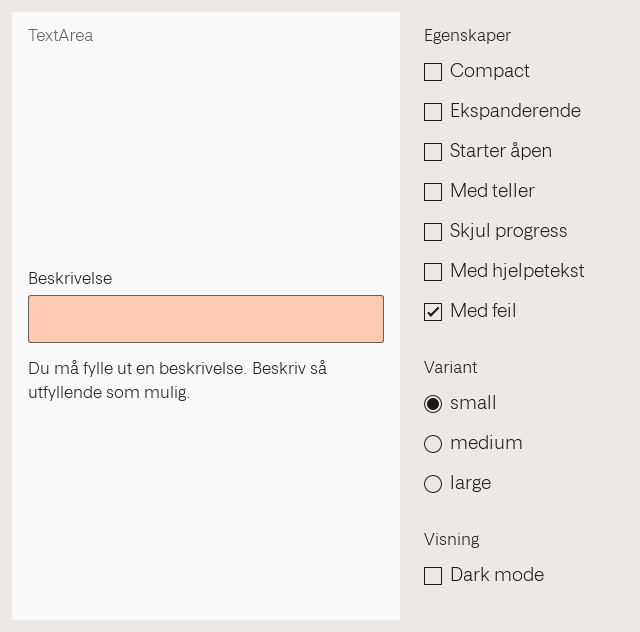 TextArea
Beskrivelse
Du må fylle ut en beskrivelse. Beskriv så
utfyllende som mulig.
Egenskaper
Compact
Ekspanderende
Starter åpen
Med teller
Skjul progress
Med hjelpetekst
Med feil
Variant
small
medium
large
Visning
Dark mode